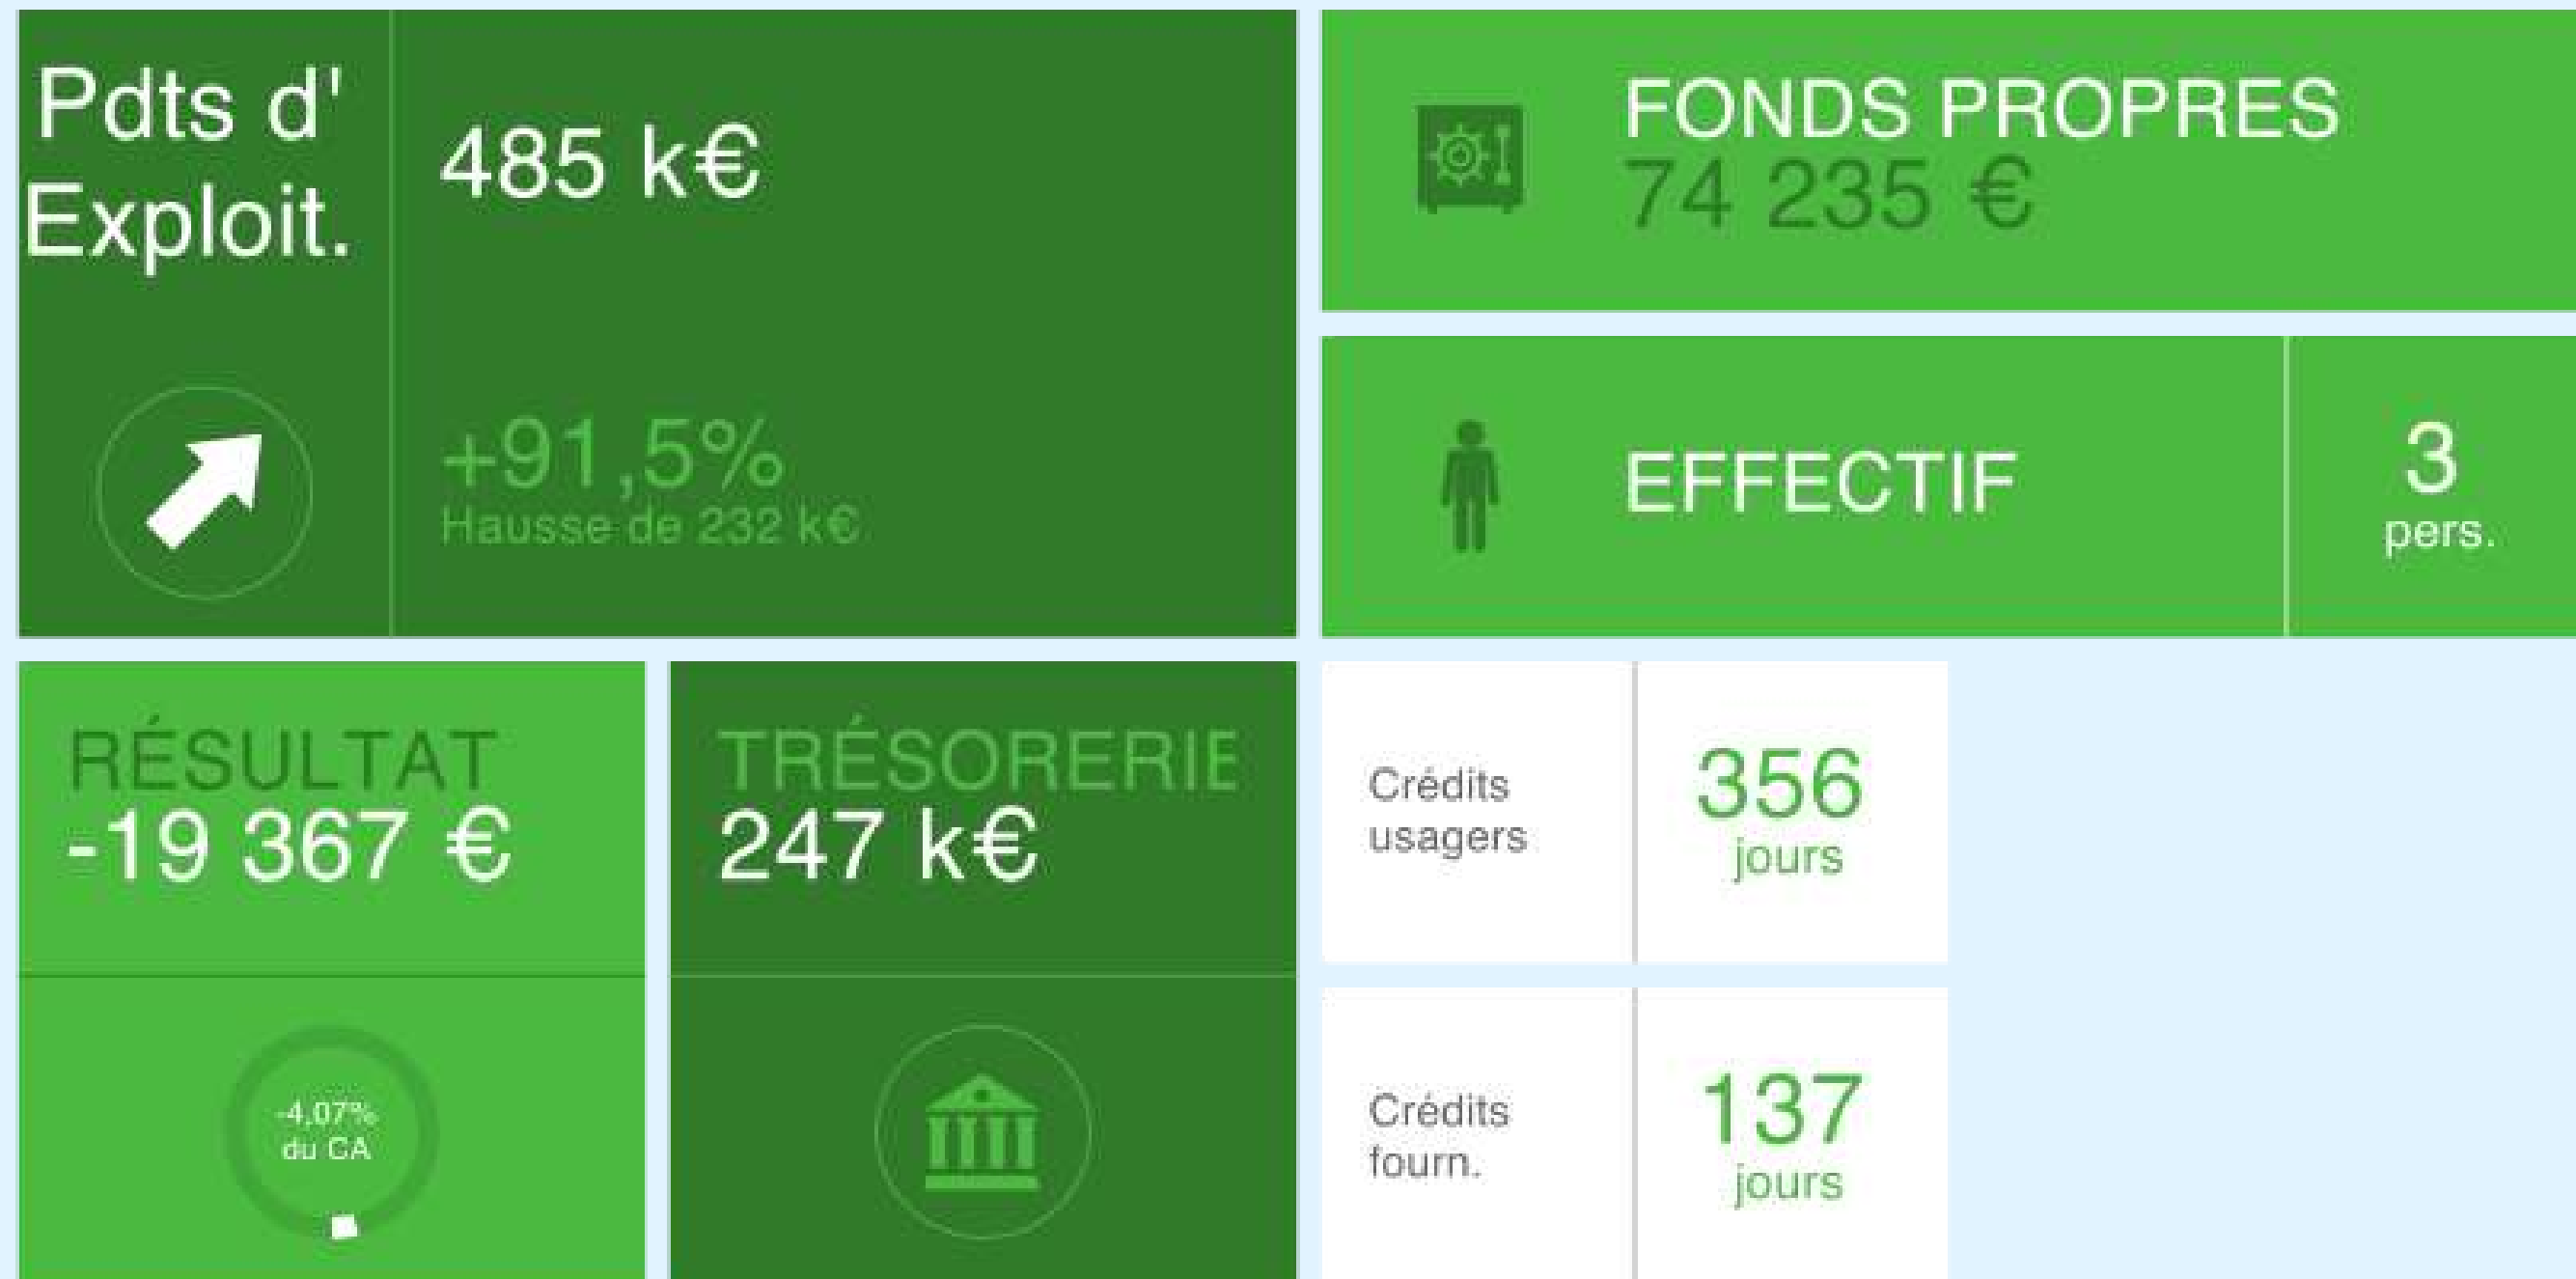 Pdts d'
Exploit.
485 k€
+91,5%
Hausse de 232 k€
FONDS PROPRES
74 235 €
EFFECTIF
3
pers.
RÉSULTAT
-19 367 €
-4,07%
du CA
TRÉSORERIE
247 k€
Crédits
usagers
356
jours
Crédits
fourn.
137
jours